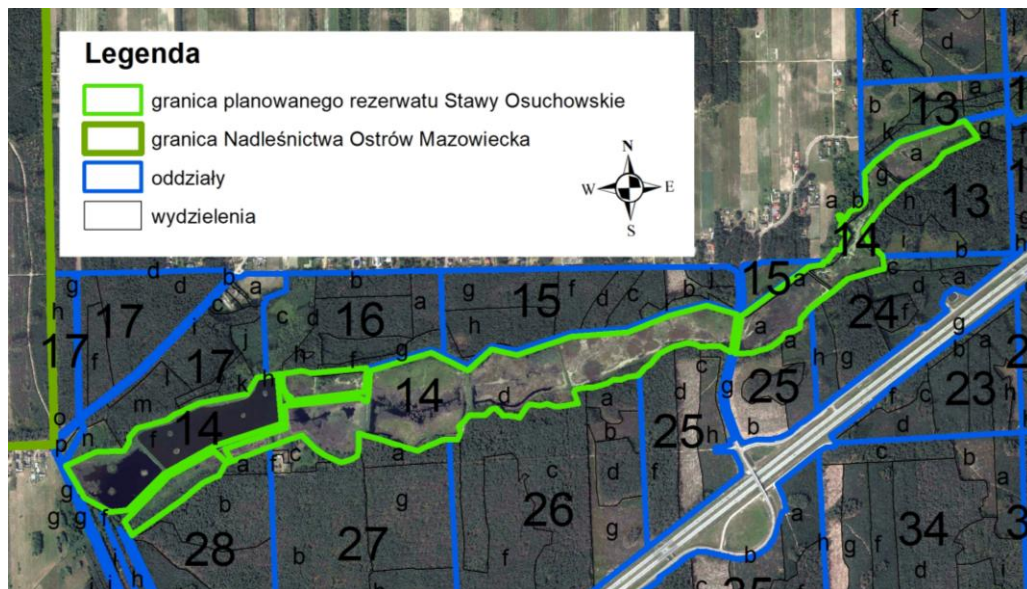 Legenda
granica planowanego rezerwatu Stawy Osuchowskie
granica Nadleśnictwa Ostrów Mazowiecka
oddziały
wydzielenia
N
W E
S
d
c
b
13
a
k
a
g
g
h
13
a
b
14
i
b
c
15
a
a
24
d
f
g
d
b
a
g
d
17
c
h
i
17
f
17
j
k
h
l
m
o
p
n
b
c
d
16
a
h
f
g
g
15
f
d
c
b
h
14
f
14
d
a
a
25
g
h
g
b
a
23
h
f
d
c
d
25
h
b
a
b
c
a
b
c
d
f
g
g
g
g
f
i
h
28
b
27
g
26
f
g
c
b
a
h
g
f
34
d
c
b
a